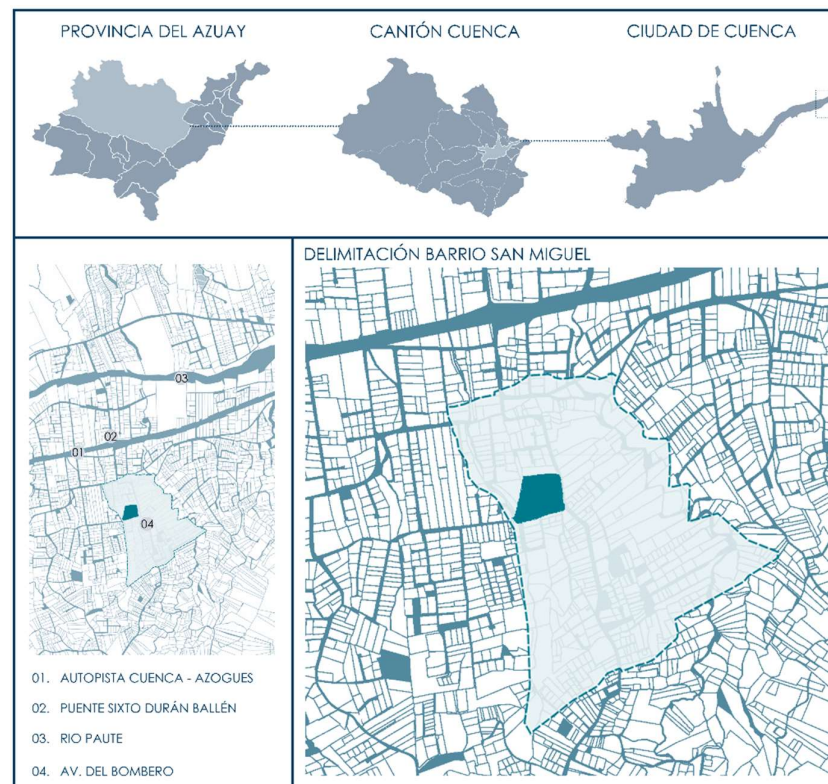 PROVINCIA DEL AZUAY
CANTÓN CUENCA
CIUDAD DE CUENCA
DELIMITACIÓN BARRIO SAN MIGUEL
03
02
01
04
01. AUTOPISTA CUENCA - AZOGUES
02. PUENTE SIXTO DURÁN BALLÉN
03. RIO PAUTE
04. AV. DEL BOMBERO